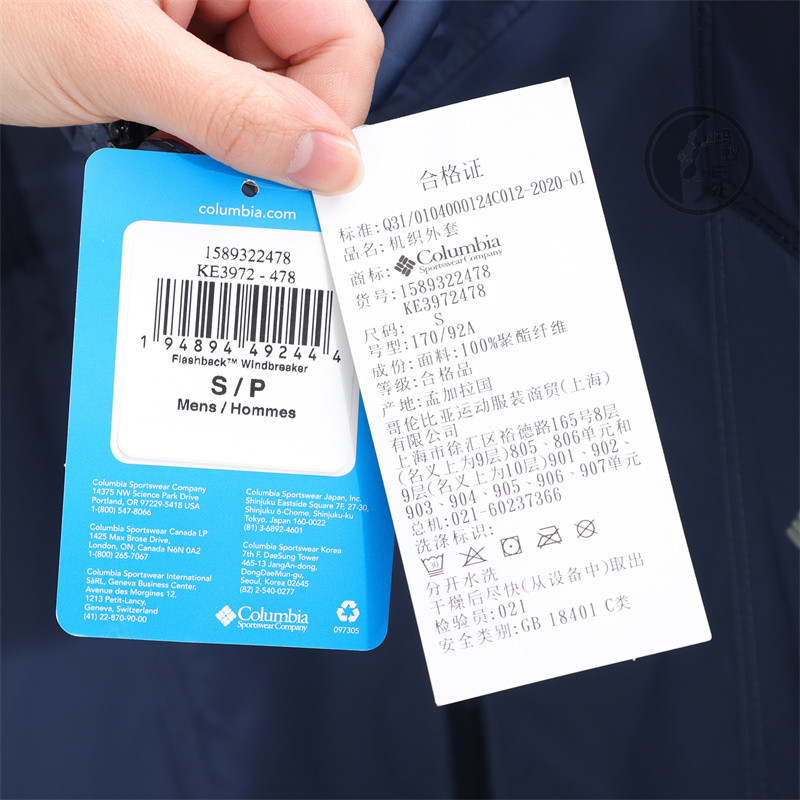 columbia.com
1589322478
KE3972 - 478
1 94894 49244 4
Flashback™ Windbreaker
S / P
Mens / Hommes
Columbia Sportswear Company
14375 NW Science Park Drive
Portland, OR 97229-5418 USA
1-(800) 547-8066
Columbia Sportswear Canada LP
1425 Max Brose Drive,
London, ON, Canada N6N 0A2
1-(800) 265-7067
Columbia Sportswear International
SàRL, Geneva Business Center,
Avenue des Morgines 12,
1213 Petit-Lancy,
Geneva, Switzerland
(41) 22-870-90-00
Columbia Sportswear Japan, Inc.
Shinjuku Eastside Square 7F, 27-30,
Shinjuku 6-Chome, Shinjuku-ku
Tokyo, Japan 160-0022
(81) 3-6892-4601
Columbia Sportswear Korea
7th F. DaeSung Tower
465-13 JangAn-dong,
DongDaeMun-gu,
Seoul, Korea 02645
(82) 2-540-0277
Columbia
Sportswear Company
097305
合格证
标准: Q31/0104000124C012-2020-01
品名: 机织外套
商标: Columbia
Sportswear Company
货号: 1589322478
KE3972478
尺码: S
号型: 170/92A
成份: 面料: 100%聚酯纤维
等级: 合格品
产地: 孟加拉国
哥伦比亚运动服装商贸(上海)
有限公司
上海市徐汇区裕德路165号8层
(名义上为9层)805、806单元和
9层(名义上为10层)901、902、
903、904、905、906、907单元
总机: 021-60237366
洗涤标识:
分开水洗
干燥后尽快(从设备中)取出
检验员: 021
安全类别: GB 18401 C类